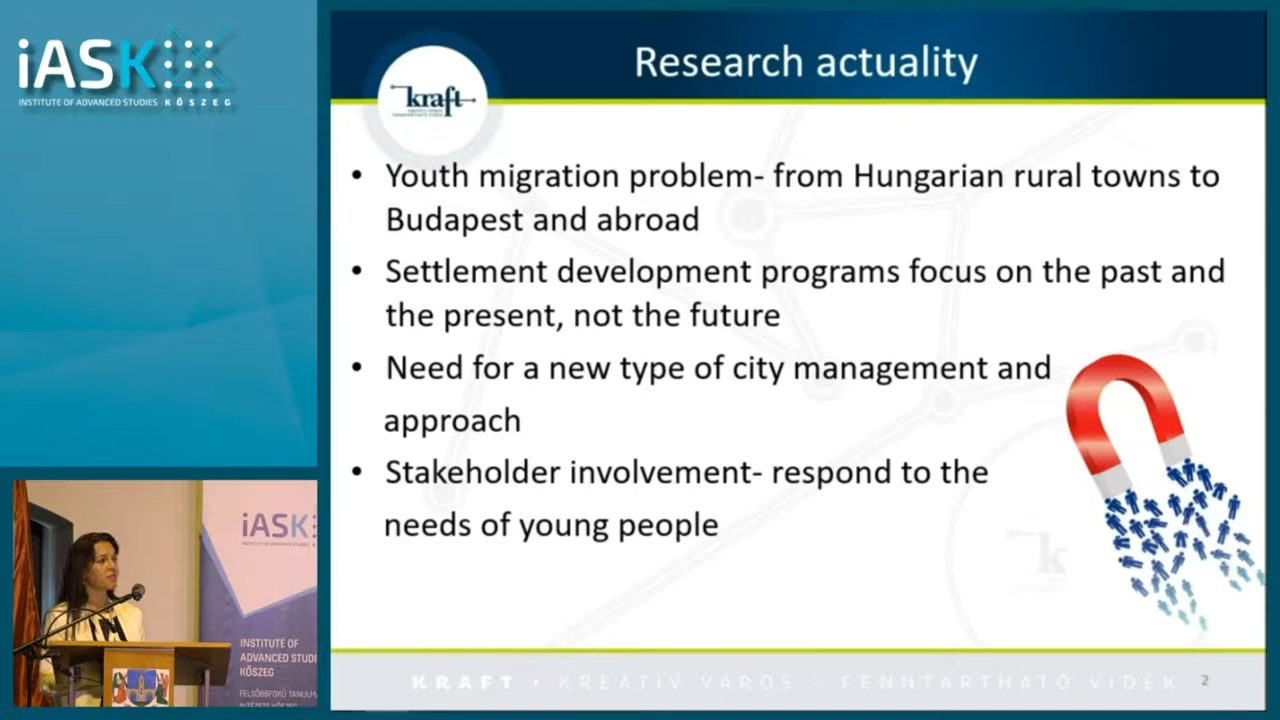 iASK
INSTITUTE OF ADVANCED STUDIES KŐSZEG
kraft
Research actuality
• Youth migration problem- from Hungarian rural towns to
Budapest and abroad
• Settlement development programs focus on the past and
the present, not the future
• Need for a new type of city management and
approach
• Stakeholder involvement- respond to the
needs of young people
KRAFT • KREATÍV VÁROS - FENNTARTHATÓ VIDÉK
2
iASK
INSTITUTE OF
ADVANCED STUDI
KŐSZEG
FELSŐBBFOKÚ TANULM
INTÉZETE KŐSZEG